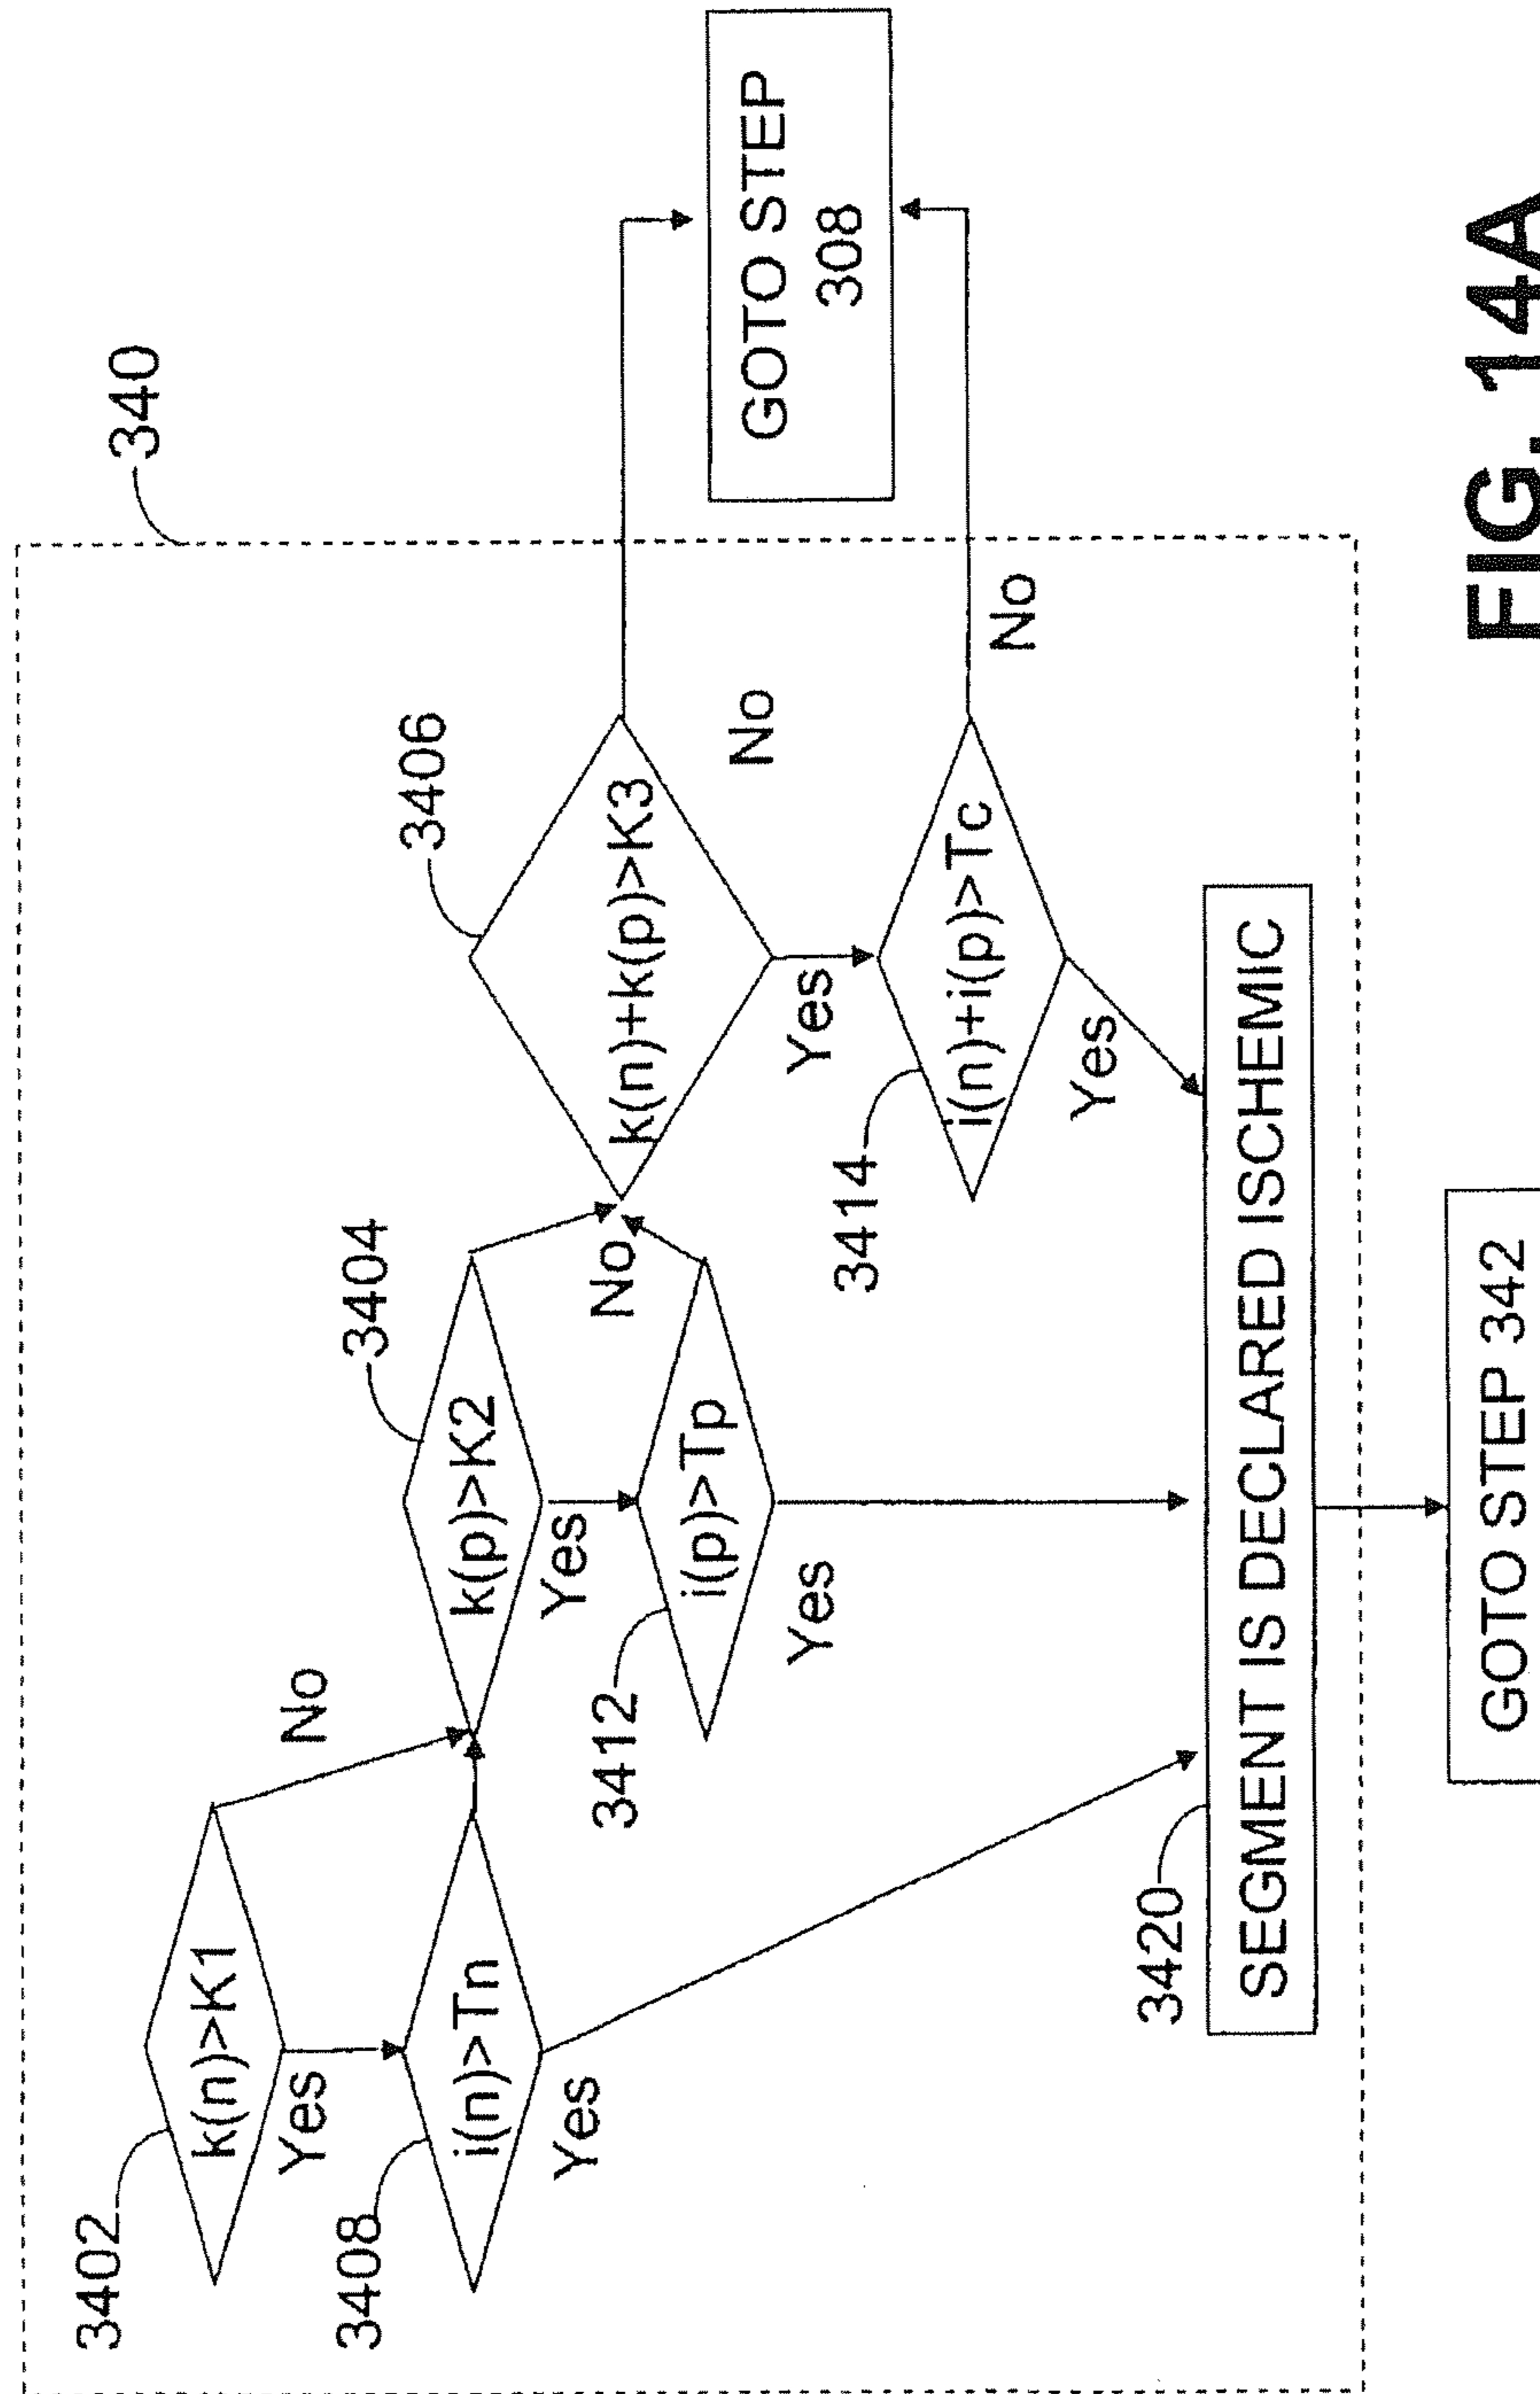 340
3402
k(n)>K1
Yes
No
3408
i(n)>Tn
Yes
3404
k(p)>K2
Yes
No
3412
i(p)>Tp
Yes
3406
k(n)+k(p)>K3
Yes
No
3414
i(n)+i(p)>Tc
Yes
No
GOTO STEP
308
3420
SEGMENT IS DECLARED ISCHEMIC
GOTO STEP 342
FIG. 14A